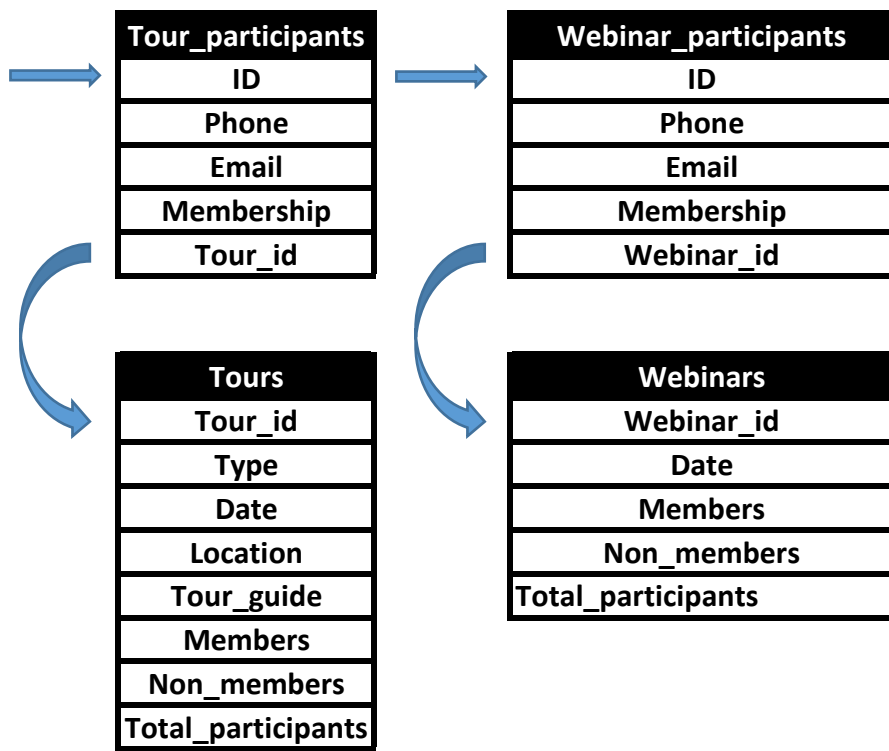 Tour_participants
ID
Phone
Email
Membership
Tour_id
Webinar_participants
ID
Phone
Email
Membership
Webinar_id
Tours
Tour_id
Type
Date
Location
Tour_guide
Members
Non_members
Total_participants
Webinars
Webinar_id
Date
Members
Non_members
Total_participants